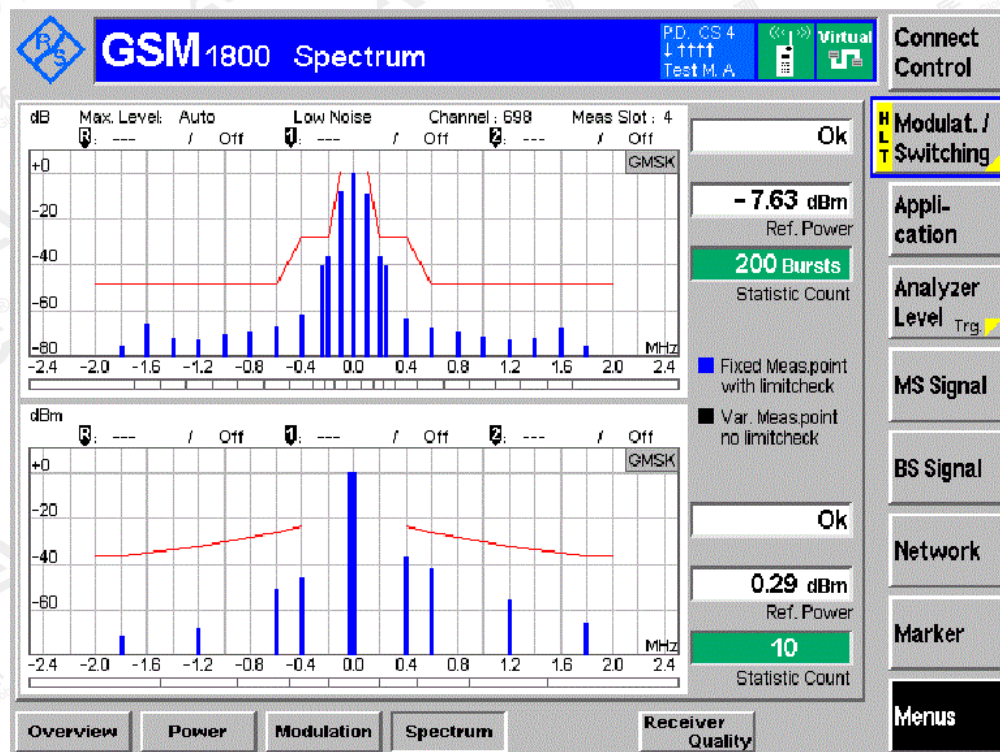 R/S
GSM 1800 Spectrum
P.D. CS 4
↓ ↑↑↑↑
Test M. A
Virtual
Connect
Control
dB Max. Level: Auto Low Noise Channel : 698 Meas Slot : 4
R: --- / Off 1: --- / Off 2: --- / Off
GMSK
+0
-20
-40
-60
-80
MHz
-2.4 -2.0 -1.6 -1.2 -0.8 -0.4 0.0 0.4 0.8 1.2 1.6 2.0 2.4
Ok
-7.63 dBm
Ref. Power
200 Bursts
Statistic Count
Fixed Meas.point
with limitcheck
Var. Meas.point
no limitcheck
dBm
R: --- / Off 1: --- / Off 2: --- / Off
GMSK
+0
-20
-40
-60
MHz
-2.4 -2.0 -1.6 -1.2 -0.8 -0.4 0.0 0.4 0.8 1.2 1.6 2.0 2.4
Ok
0.29 dBm
Ref. Power
10
Statistic Count
HLT
Modulat. /
Switching
Appli-
cation
Analyzer
Level Trg.
MS Signal
BS Signal
Network
Marker
Menus
Overview
Power
Modulation
Spectrum
Receiver
Quality